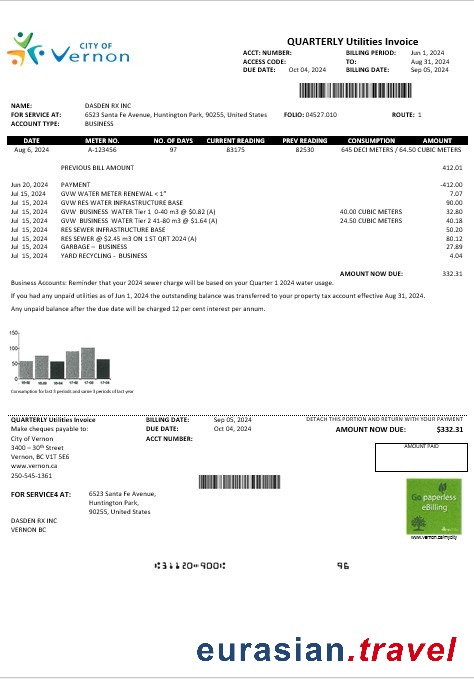 CITY OF
Vernon
QUARTERLY Utilities Invoice
ACCT. NUMBER: BILLING PERIOD: Jun 1, 2024
ACCESS CODE: TO: Aug 31, 2024
DUE DATE: Oct 04, 2024 BILLING DATE: Sep 05, 2024
NAME: DASDEN RX INC
FOR SERVICE AT: 6523 Santa Fe Avenue, Huntington Park, 90255, United States FOLIO: 04527.010 ROUTE: 1
ACCOUNT TYPE: BUSINESS
DATE METER NO. NO. OF DAYS CURRENT READING PREV READING CONSUMPTION AMOUNT
Aug 6, 2024 A-123456 97 83175 82530 645 DECI METERS / 64.50 CUBIC METERS
PREVIOUS BILL AMOUNT 412.01
Jun 20, 2024 PAYMENT -412.00
Jul 15, 2024 GVW WATER METER RENEWAL < 1" 7.07
Jul 15, 2024 GVW RES WATER INFRASTRUCTURE BASE 90.00
Jul 15, 2024 GVW BUSINESS WATER Tier 1 0-40 m3 @ $0.82 (A) 40.00 CUBIC METERS 32.80
Jul 15, 2024 GVW BUSINESS WATER Tier 2 41-80 m3 @ $1.64 (A) 24.50 CUBIC METERS 40.18
Jul 15, 2024 RES SEWER INFRASTRUCTURE BASE 50.20
Jul 15, 2024 RES SEWER @ $2.45 m3 ON 1 ST QRT 2024 (A) 80.12
Jul 15, 2024 GARBAGE – BUSINESS 27.89
Jul 15, 2024 YARD RECYCLING - BUSINESS 4.04
AMOUNT NOW DUE: 332.31
Business Accounts: Reminder that your 2024 sewer charge will be based on your Quarter 1 2024 water usage.
If you had any unpaid utilities as of Jun 1, 2024 the outstanding balance was transferred to your property tax account effective Aug 31, 2024.
Any unpaid balance after the due date will be charged 12 per cent interest per annum.
150
100
50
0
Consumption for last 5 periods and same 3 periods of last year
QUARTERLY Utilities Invoice BILLING DATE: Sep 05, 2024 DETACH THIS PORTION AND RETURN WITH YOUR PAYMENT
Make cheques payable to: DUE DATE: Oct 04, 2024 AMOUNT NOW DUE: $332.31
City of Vernon ACCT NUMBER:
3400 – 30th Street
Vernon, BC V1T 5E6
www.vernon.ca
250-545-1361
AMOUNT PAID
FOR SERVICE4 AT: 6523 Santa Fe Avenue,
Huntington Park,
90255, United States
Go paperless
eBilling
www.vernon.ca/mycity
DASDEN RX INC
VERNON BC
⑆31120⑉900⑆ 96
eurasian.travel